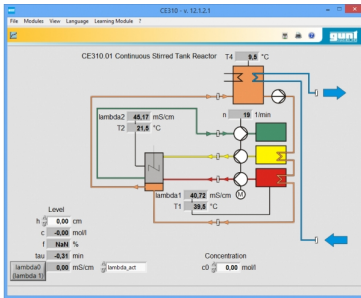 CE310 - v. 12.1.2.1
File Modules View Language Learning Module ?
gunt
CE310.01 Continuous Stirred Tank Reactor T4 9,5 °C
lambda2 45,17 mS/cm
T2 21,5 °C
n 19 1/min
lambda1 40,72 mS/cm
T1 39,8 °C
M
Level
h 0,00 cm
c -0,00 mol/l
f NaN %
tau -0,31 min
lambda0 (lambda 1) 0,00 mS/cm lambda_act
Concentration
c0 0,00 mol/l